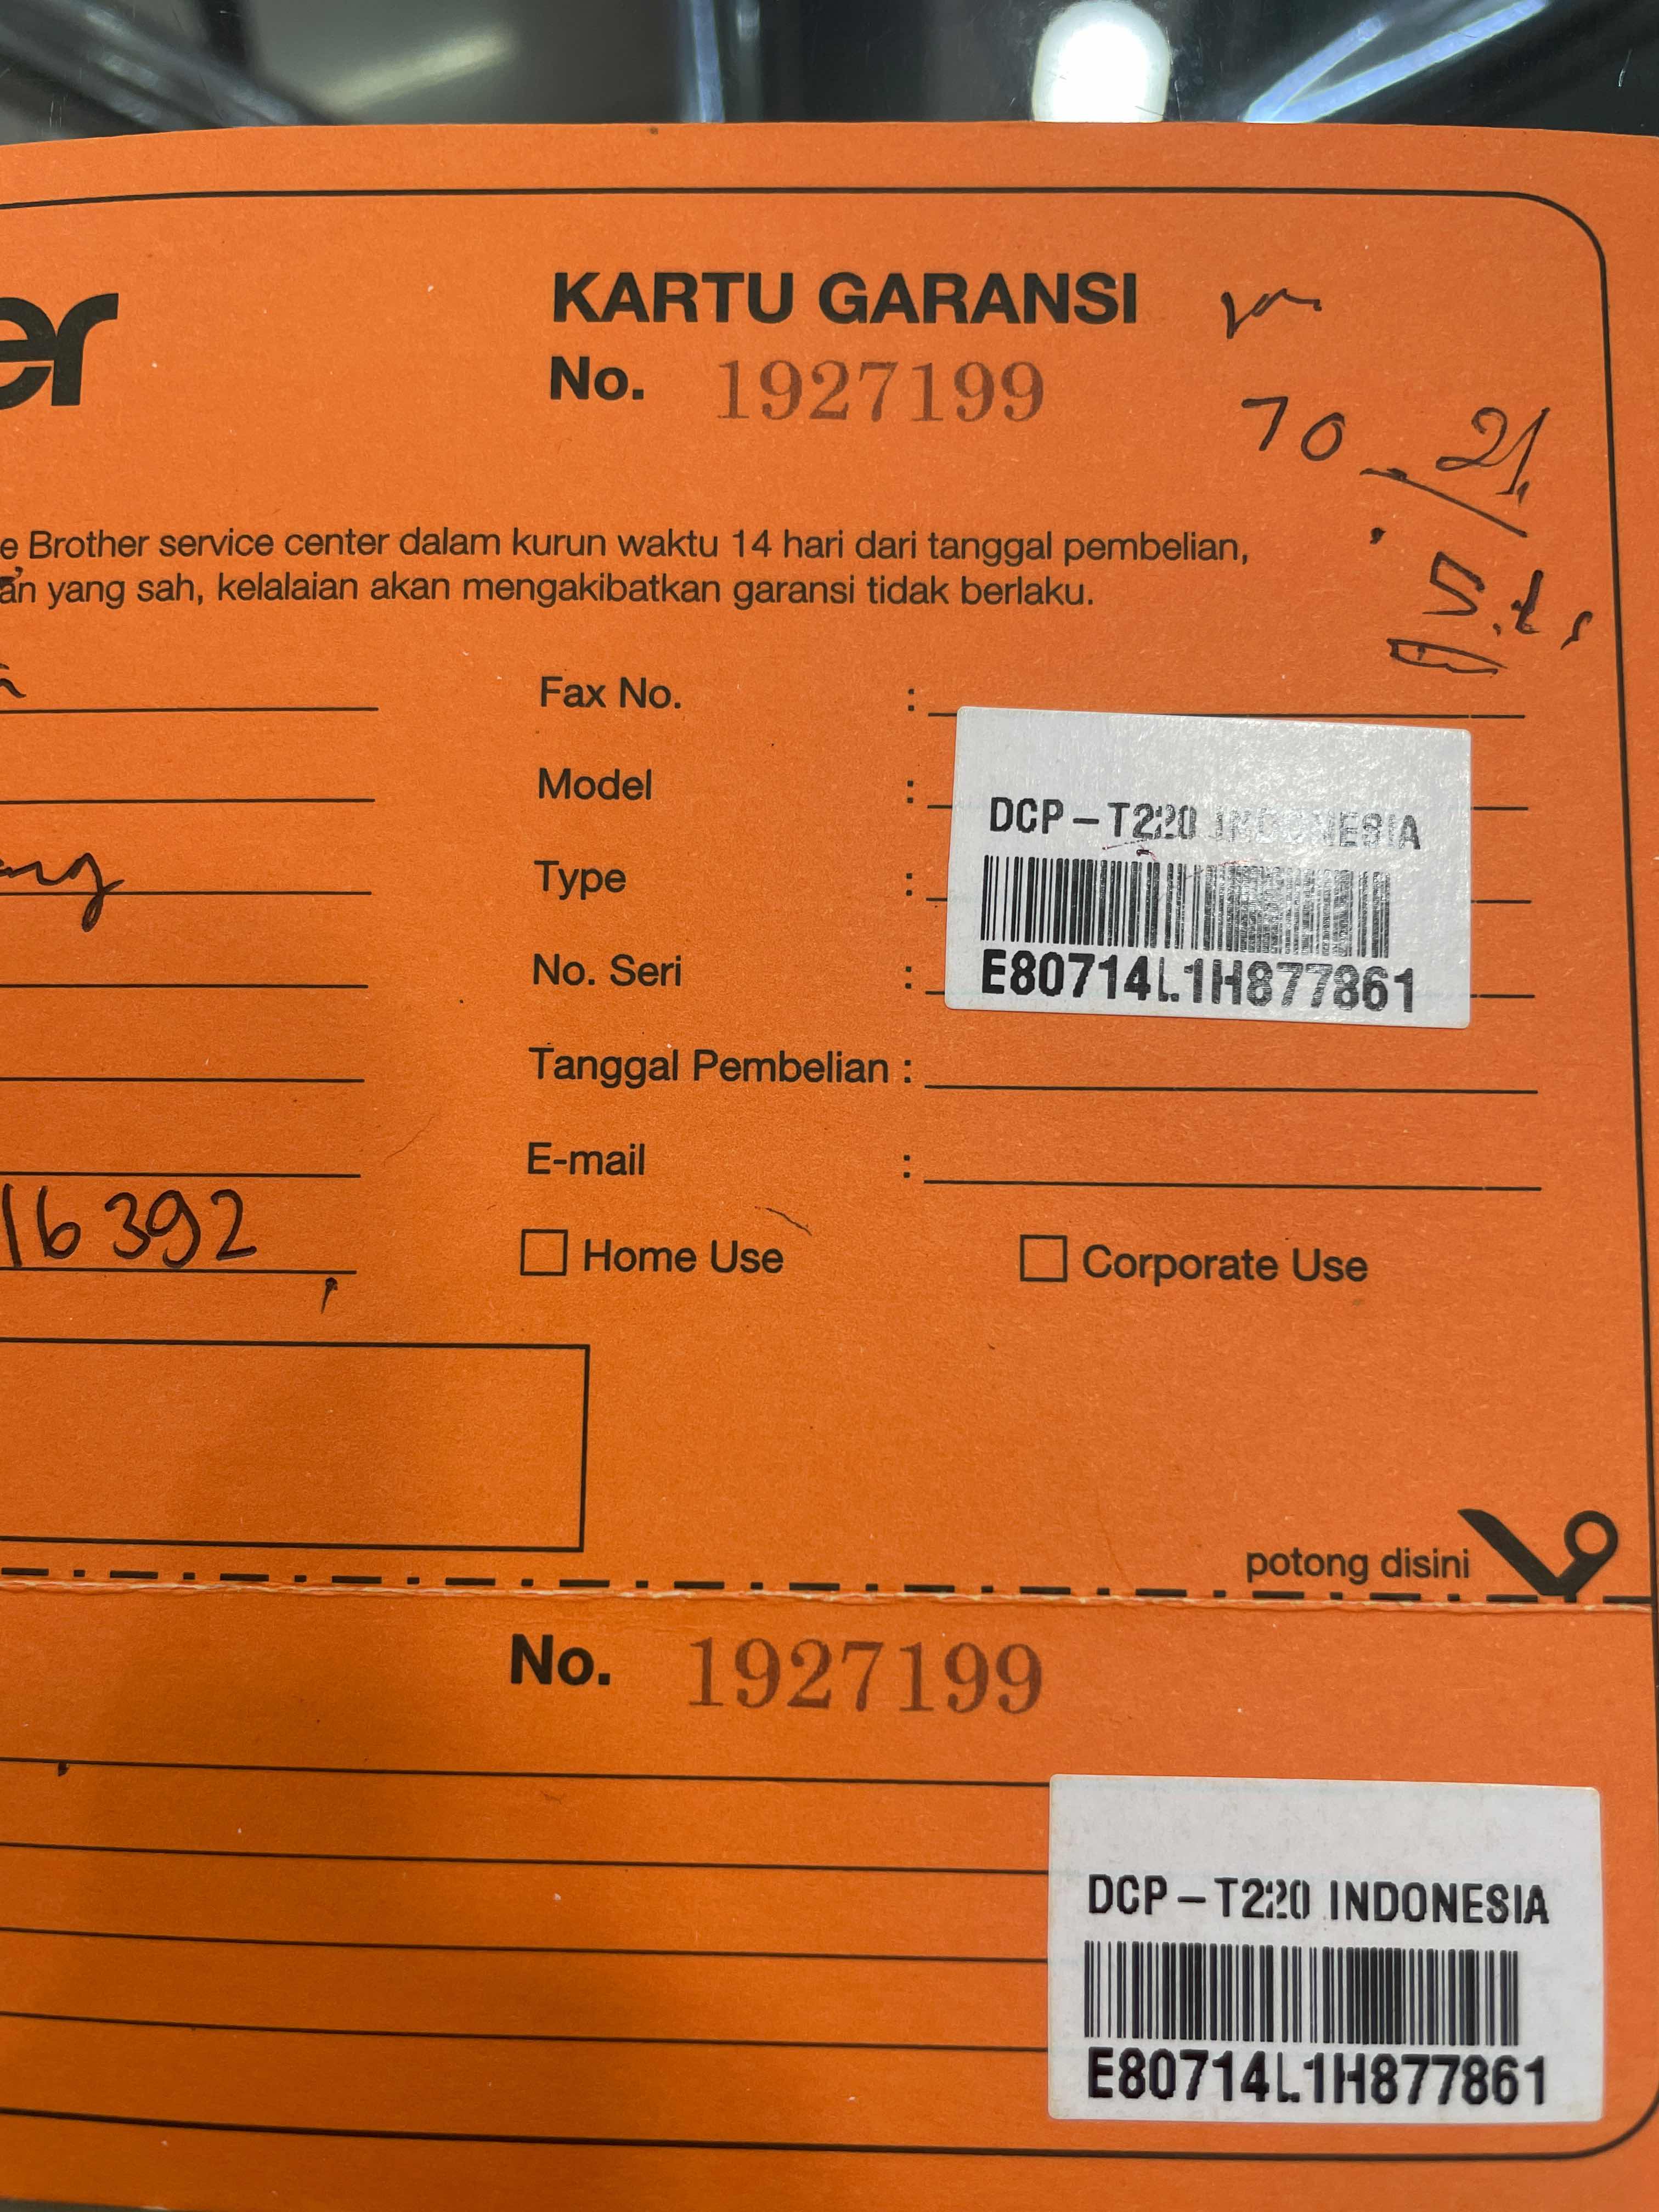 er
KARTU GARANSI
No. 1927199
70
21
e Brother service center dalam kurun waktu 14 hari dari tanggal pembelian,
an yang sah, kelalaian akan mengakibatkan garansi tidak berlaku.
Fax No. :
Model :
DCP-T220 INDONESIA
Type :
No. Seri :
E80714L1H877861
Tanggal Pembelian :
E-mail :
16392
Home Use
Corporate Use
potong disini
No. 1927199
DCP-T220 INDONESIA
E80714L1H877861